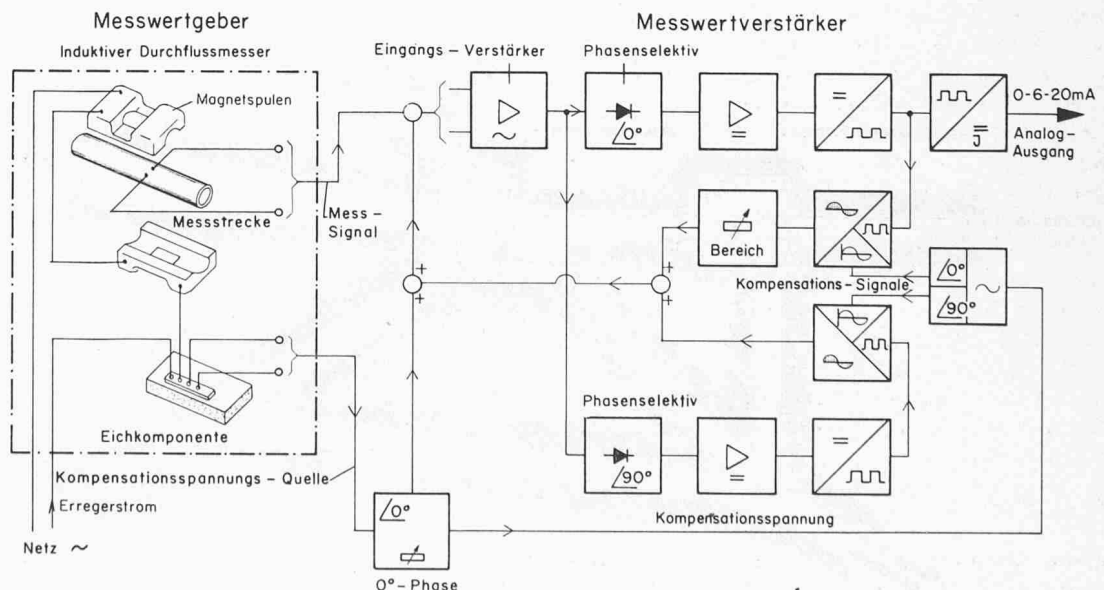 Messwertgeber
Induktiver Durchflussmesser
Magnetspulen
Messstrecke
Mess-
Signal
Eichkomponente
Kompensationsspannungs-Quelle
Erregerstrom
Netz ~
Messwertverstärker
Eingangs-Verstärker
Phasenselektiv
~
0°
=
=
0-6-20mA
Analog-
Ausgang
Bereich
+
+
+
+
Kompensations-Signale
0°
90°
~
Phasenselektiv
90°
=
=
Kompensationsspannung
0°
0°-Phase